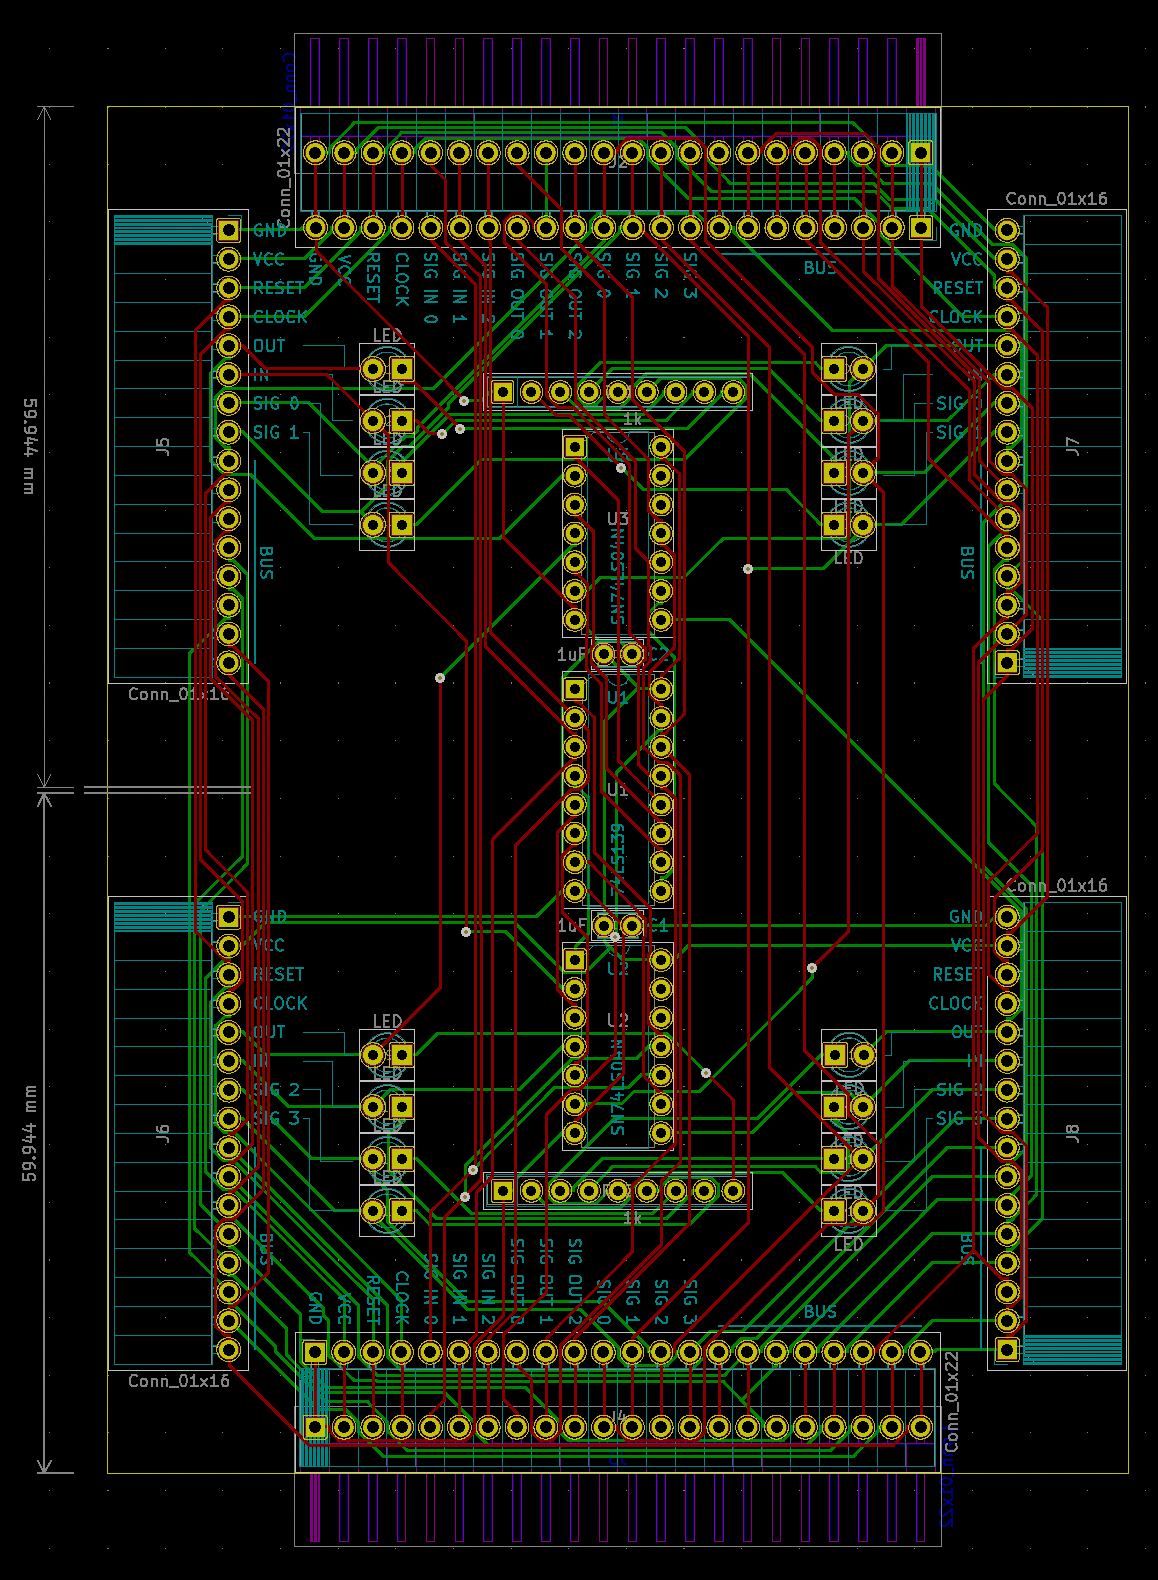 Conn_01x22
J2
Conn_01x16
GND
VCC
RESET
CLOCK
OUT
IN
SIG 0
SIG 1
BUS
J5
Conn_01x16
GND
VCC
RESET
CLOCK
SIG IN 0
SIG IN 1
SIG IN 2
SIG OUT 0
SIG OUT 1
SIG OUT 2
SIG 0
SIG 1
SIG 2
SIG 3
BUS
GND
VCC
RESET
CLOCK
OUT
SIG
SIG
BUS
J7
LED
LED
LED
LED
LED
LED
LED
LED
1k
U3
1uF
C2
U1
U1
74LS139
1uF
C1
U2
U2
SN74LS04N
59.944 mm
59.944 mm
GND
VCC
RESET
CLOCK
OUT
IN
SIG 2
SIG 3
BUS
J6
Conn_01x16
Conn_01x16
GND
VCC
RESET
CLOCK
OUT
IN
SIG
SIG
BUS
J8
LED
LED
LED
LED
LED
LED
LED
LED
1k
GND
VCC
RESET
CLOCK
SIG IN 0
SIG IN 1
SIG IN 2
SIG OUT 0
SIG OUT 1
SIG OUT 2
SIG 0
SIG 1
SIG 2
SIG 3
BUS
J4
Conn_01x22